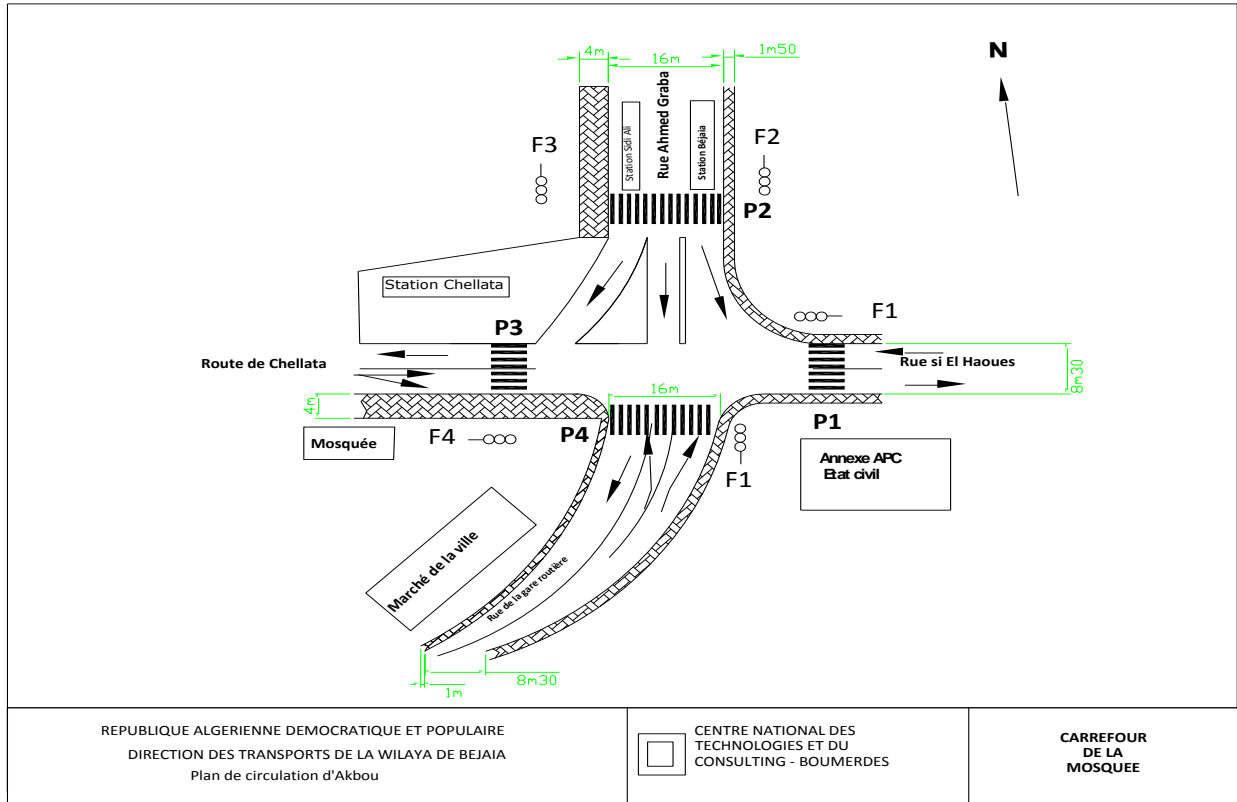 4m
16m
1m50
N
F3
Station Sidi Ali
Rue Ahmed Graba
Station Béjaia
F2
P2
Station Chellata
F1
P3
Route de Chellata
Rue si El Haoues
8m30
4m
16m
Mosquée
F4
P4
F1
P1
Annexe APC
Etat civil
Marché de la ville
Rue de la gare routière
8m30
1m
REPUBLIQUE ALGERIENNE DEMOCRATIQUE ET POPULAIRE
DIRECTION DES TRANSPORTS DE LA WILAYA DE BEJAIA
Plan de circulation d'Akbou
CENTRE NATIONAL DES
TECHNOLOGIES ET DU
CONSULTING - BOUMERDES
CARREFOUR
DE LA
MOSQUEE